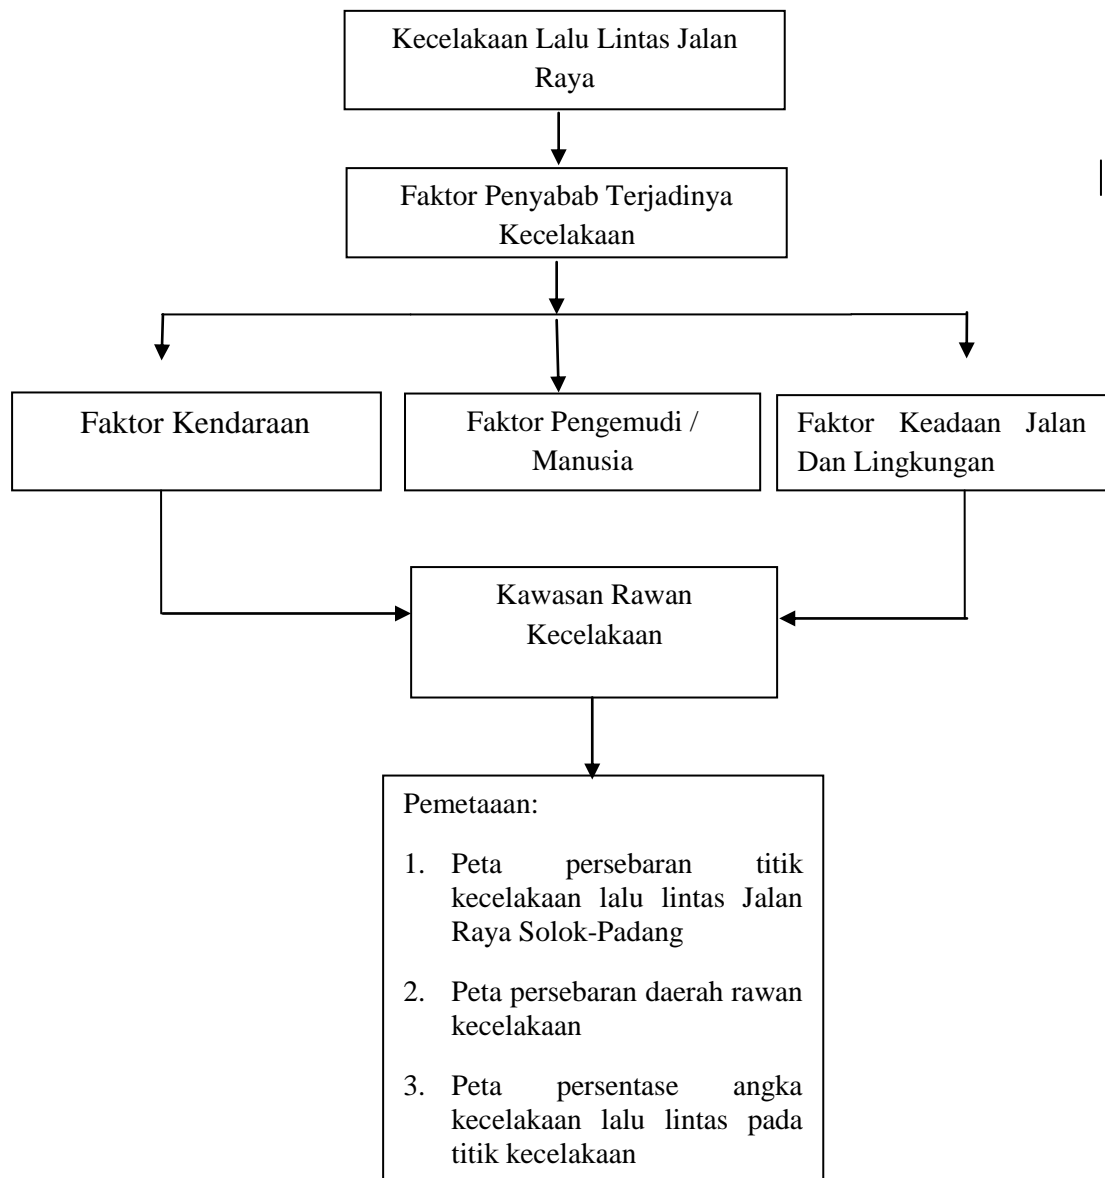 Kecelakaan Lalu Lintas Jalan
Raya
Faktor Penyabab Terjadinya
Kecelakaan
Faktor Kendaraan
Faktor Pengemudi /
Manusia
Faktor Keadaan Jalan
Dan Lingkungan
Kawasan Rawan
Kecelakaan
Pemetaaan:
1. Peta persebaran titik
kecelakaan lalu lintas Jalan
Raya Solok-Padang
2. Peta persebaran daerah rawan
kecelakaan
3. Peta persentase angka
kecelakaan lalu lintas pada
titik kecelakaan